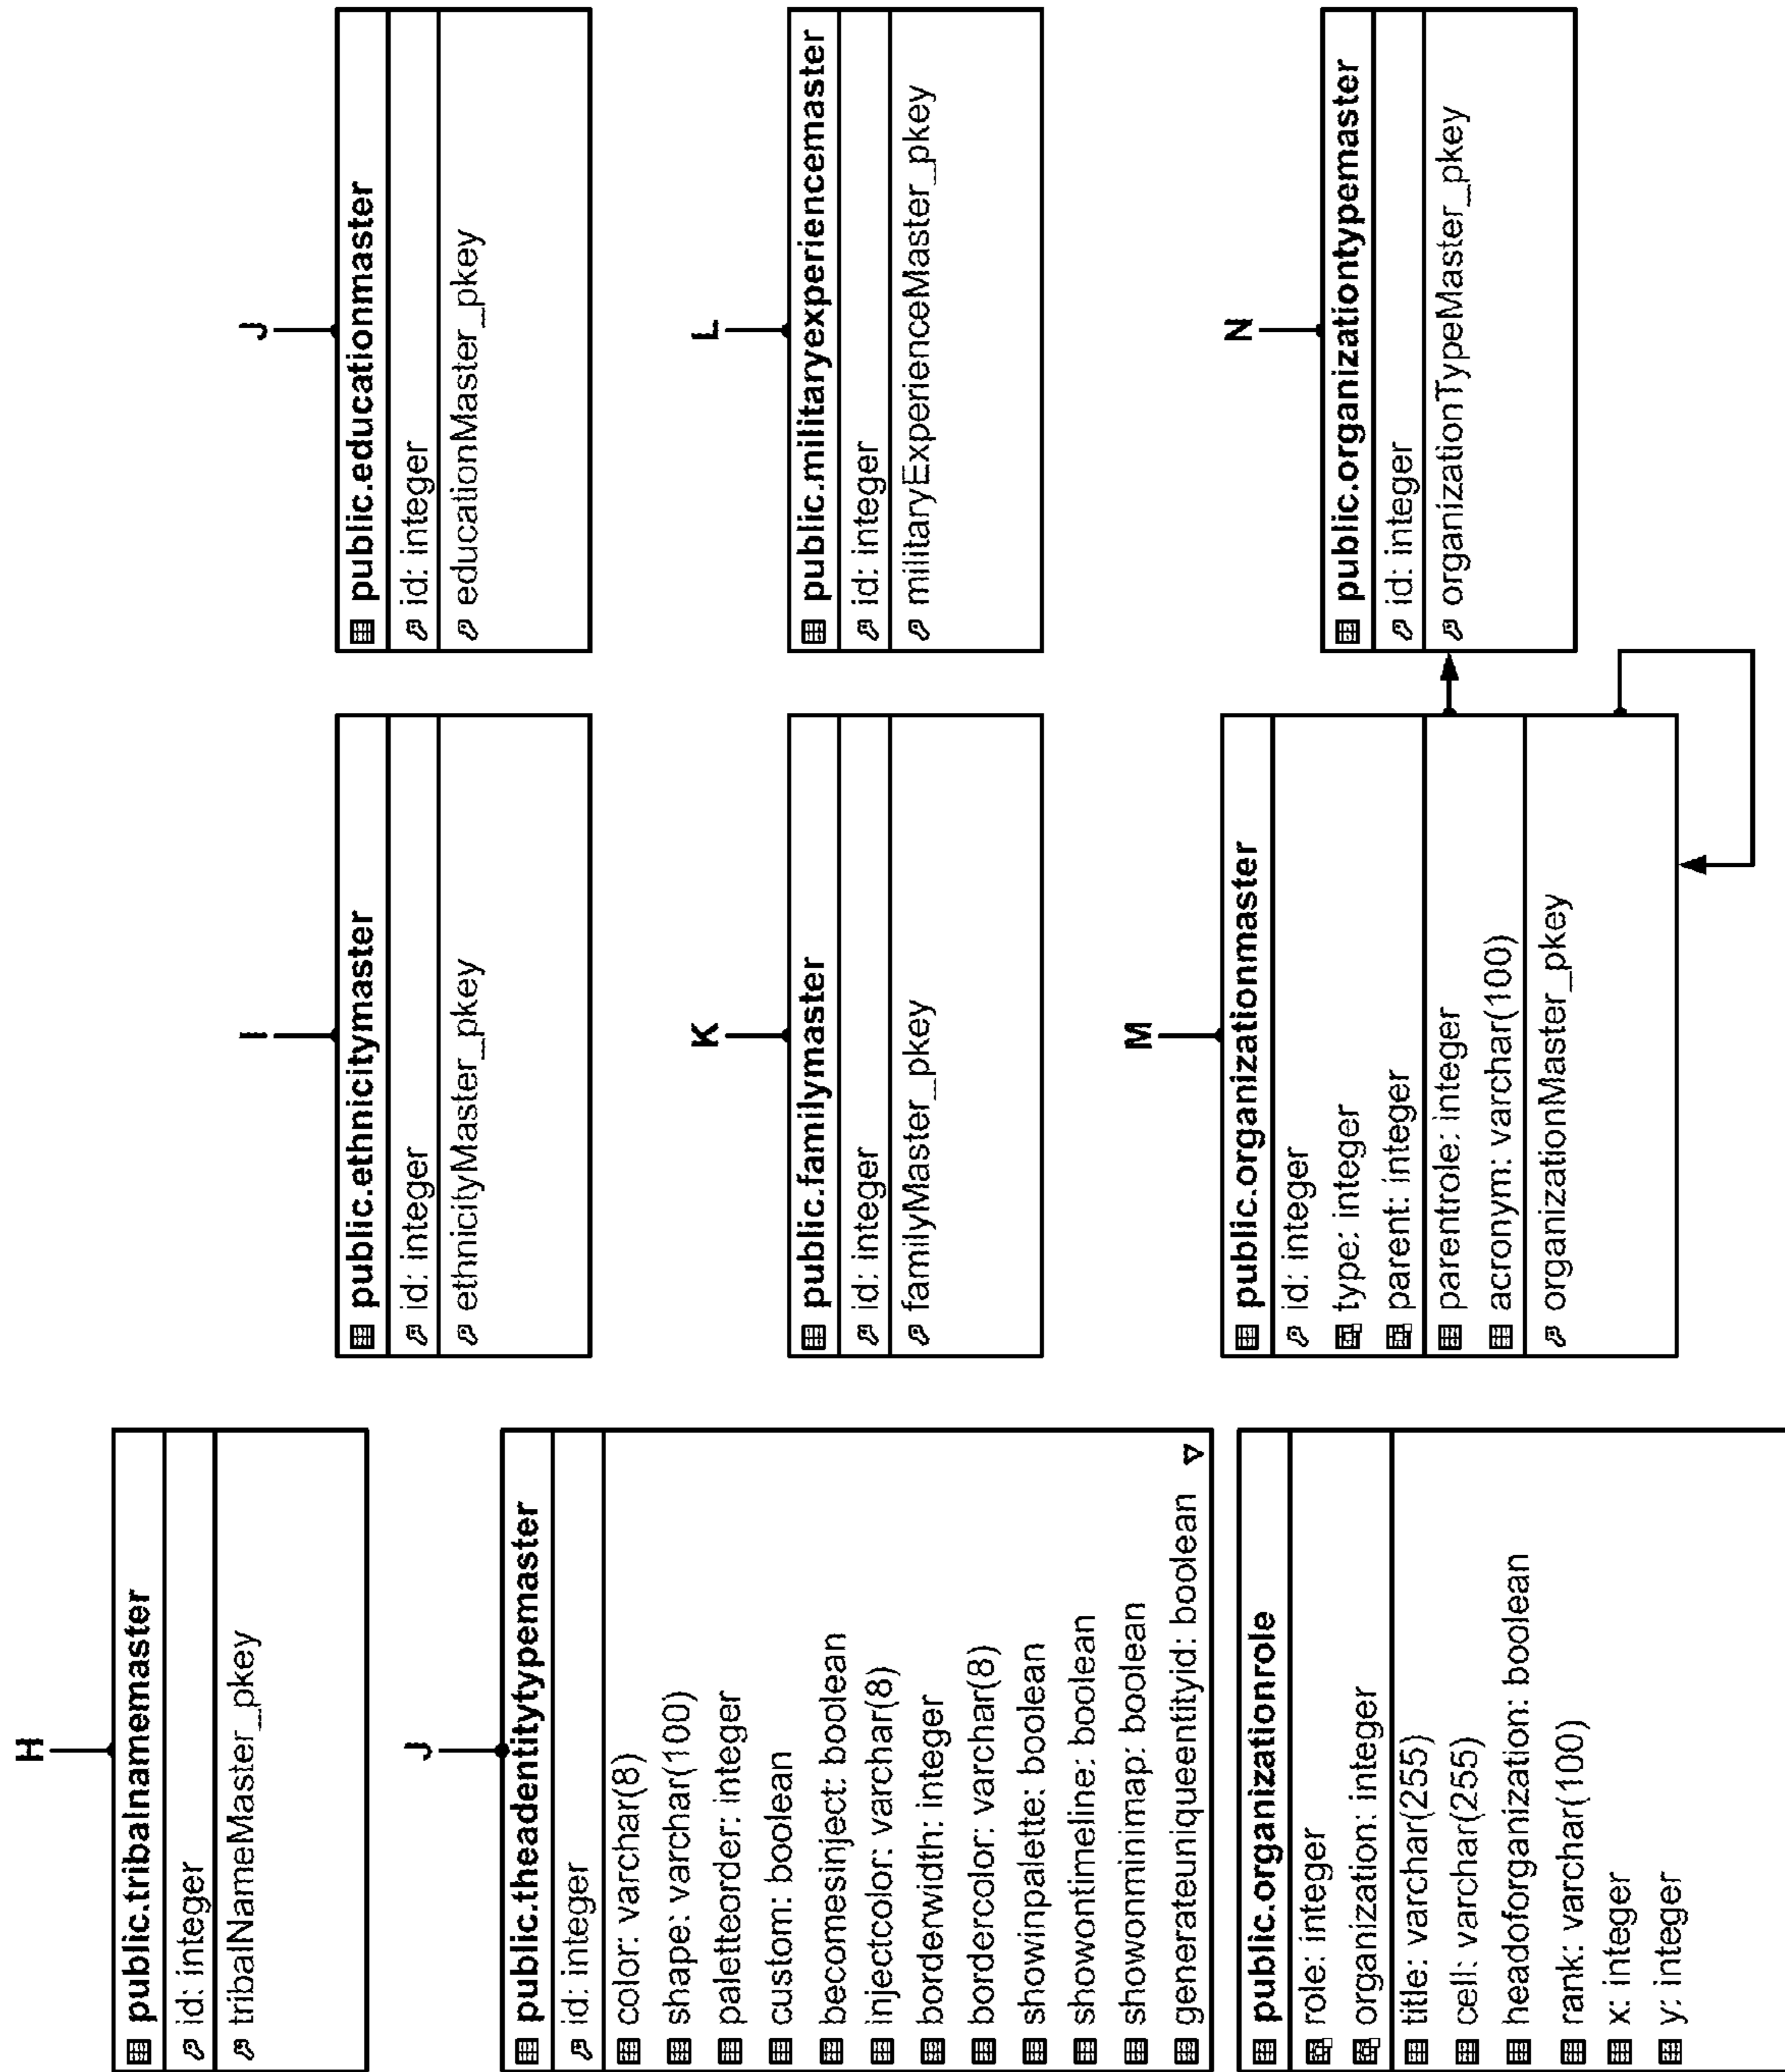 H
public.tribalnamemaster
id: integer
tribalNameMaster_pkey
I
public.ethnicitymaster
id: integer
ethnicityMaster_pkey
J
public.educationmaster
id: integer
educationMaster_pkey
J
public.theadentitytypemaster
id: integer
color: varchar(8)
shape: varchar(100)
paletteorder: integer
custom: boolean
becomesinject: boolean
injectcolor: varchar(8)
borderwidth: integer
bordercolor: varchar(8)
showinpalette: boolean
showontimeline: boolean
showonminimap: boolean
generateuniqueentityid: boolean
K
public.familymaster
id: integer
familyMaster_pkey
L
public.militaryexperiencemaster
id: integer
militaryExperienceMaster_pkey
public.organizationrole
role: integer
organization: integer
title: varchar(255)
cell: varchar(255)
headoforganization: boolean
rank: varchar(100)
x: integer
y: integer
M
public.organizationmaster
id: integer
type: integer
parent: integer
parentrole: integer
acronym: varchar(100)
organizationMaster_pkey
N
public.organizationtypemaster
id: integer
organizationTypeMaster_pkey